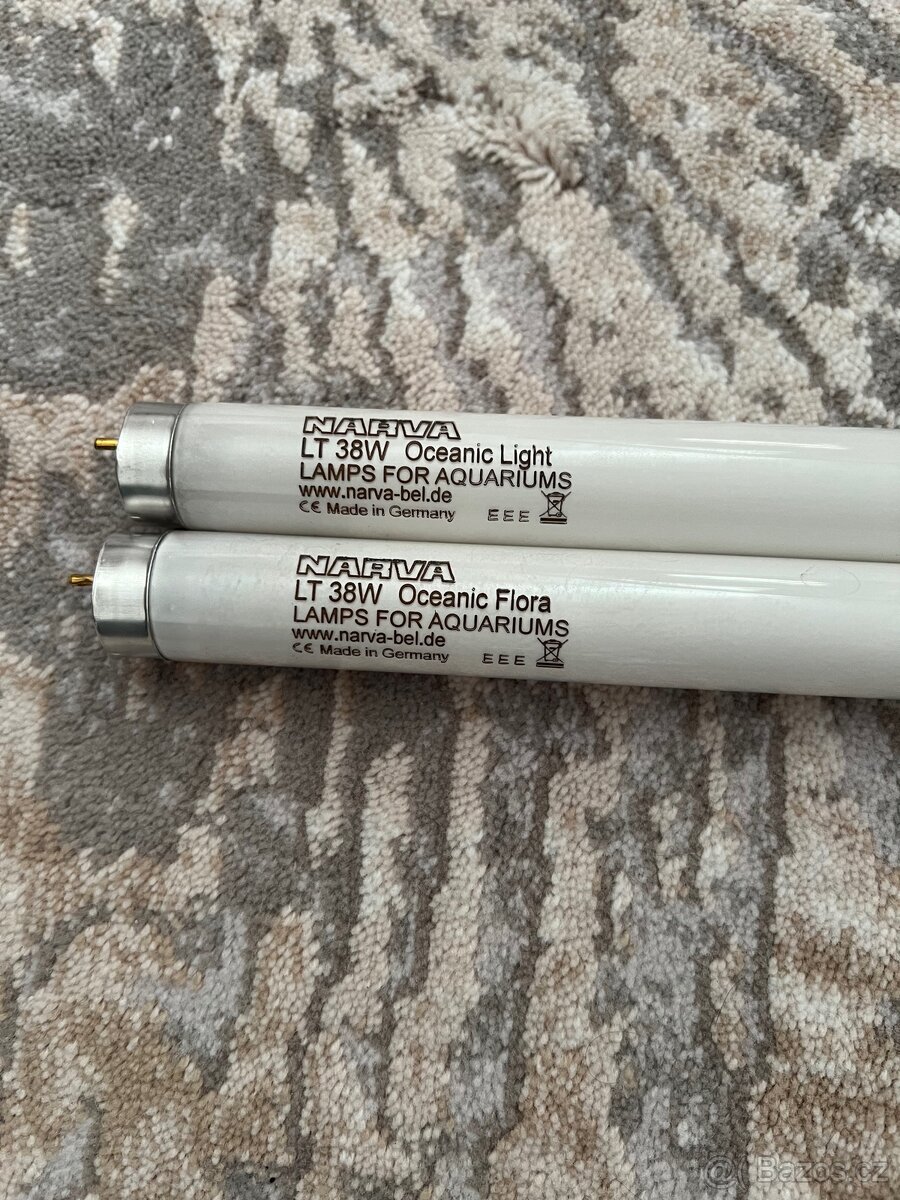 NARVA
LT 38W Oceanic Light
LAMPS FOR AQUARIUMS
www.narva-bel.de
CE Made in Germany EEE
NARVA
LT 38W Oceanic Flora
LAMPS FOR AQUARIUMS
www.narva-bel.de
CE Made in Germany EEE
@ Bazos.cz